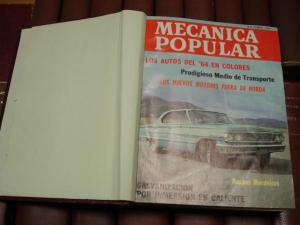 MECANICA
POPULAR
LOS AUTOS DEL '64 EN COLORES
Prodigioso Medio de Transporte
LOS NUEVOS MOTORES FUERA DE BORDA
GALVANIZACION
POR INMERSION EN CALIENTE